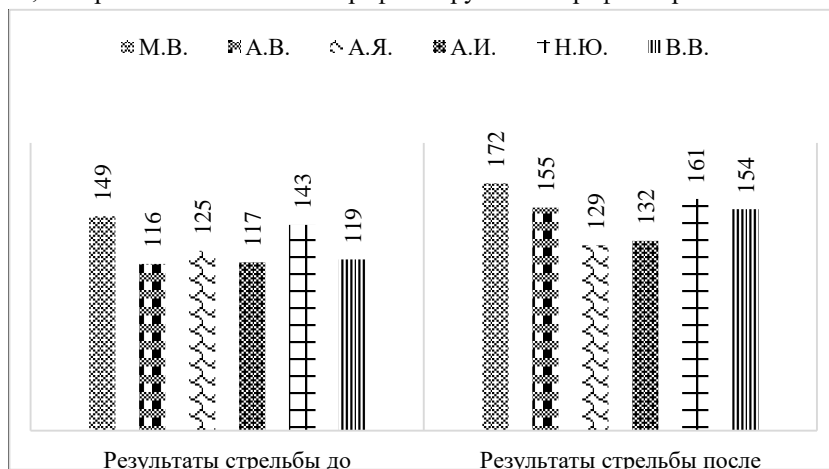 М.В. А.В. А.Я. А.И. Н.Ю. В.В.
149 116 125 117 143 119 172 155 129 132 161 154
Результаты стрельбы до Результаты стрельбы после